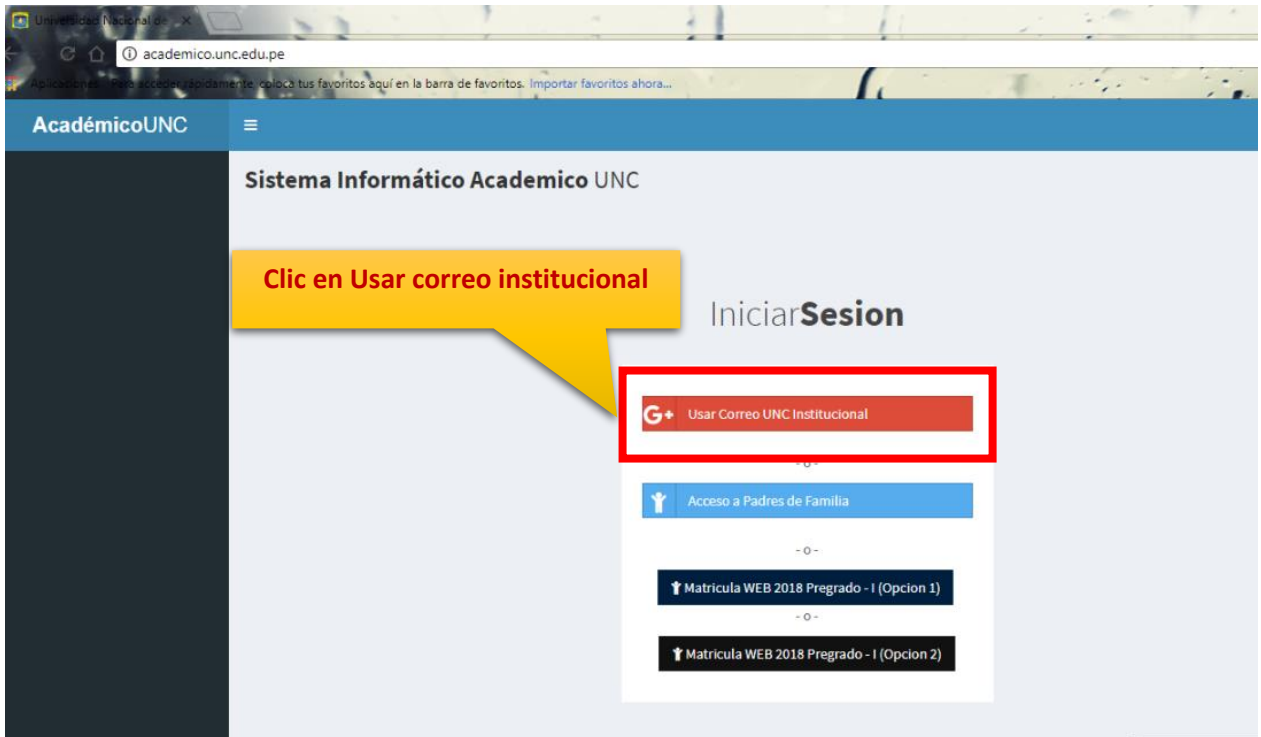 Universidad Nacional de
academico.unc.edu.pe
Aplicaciones Para acceder rápidamente, coloca tus favoritos aquí en la barra de favoritos. Importar favoritos ahora...
AcadémicoUNC
Sistema Informático Academico UNC
Clic en Usar correo institucional
IniciarSesion
G+ Usar Correo UNC Institucional
- o -
Acceso a Padres de Familia
- o -
Matricula WEB 2018 Pregrado - I (Opcion 1)
- o -
Matricula WEB 2018 Pregrado - I (Opcion 2)